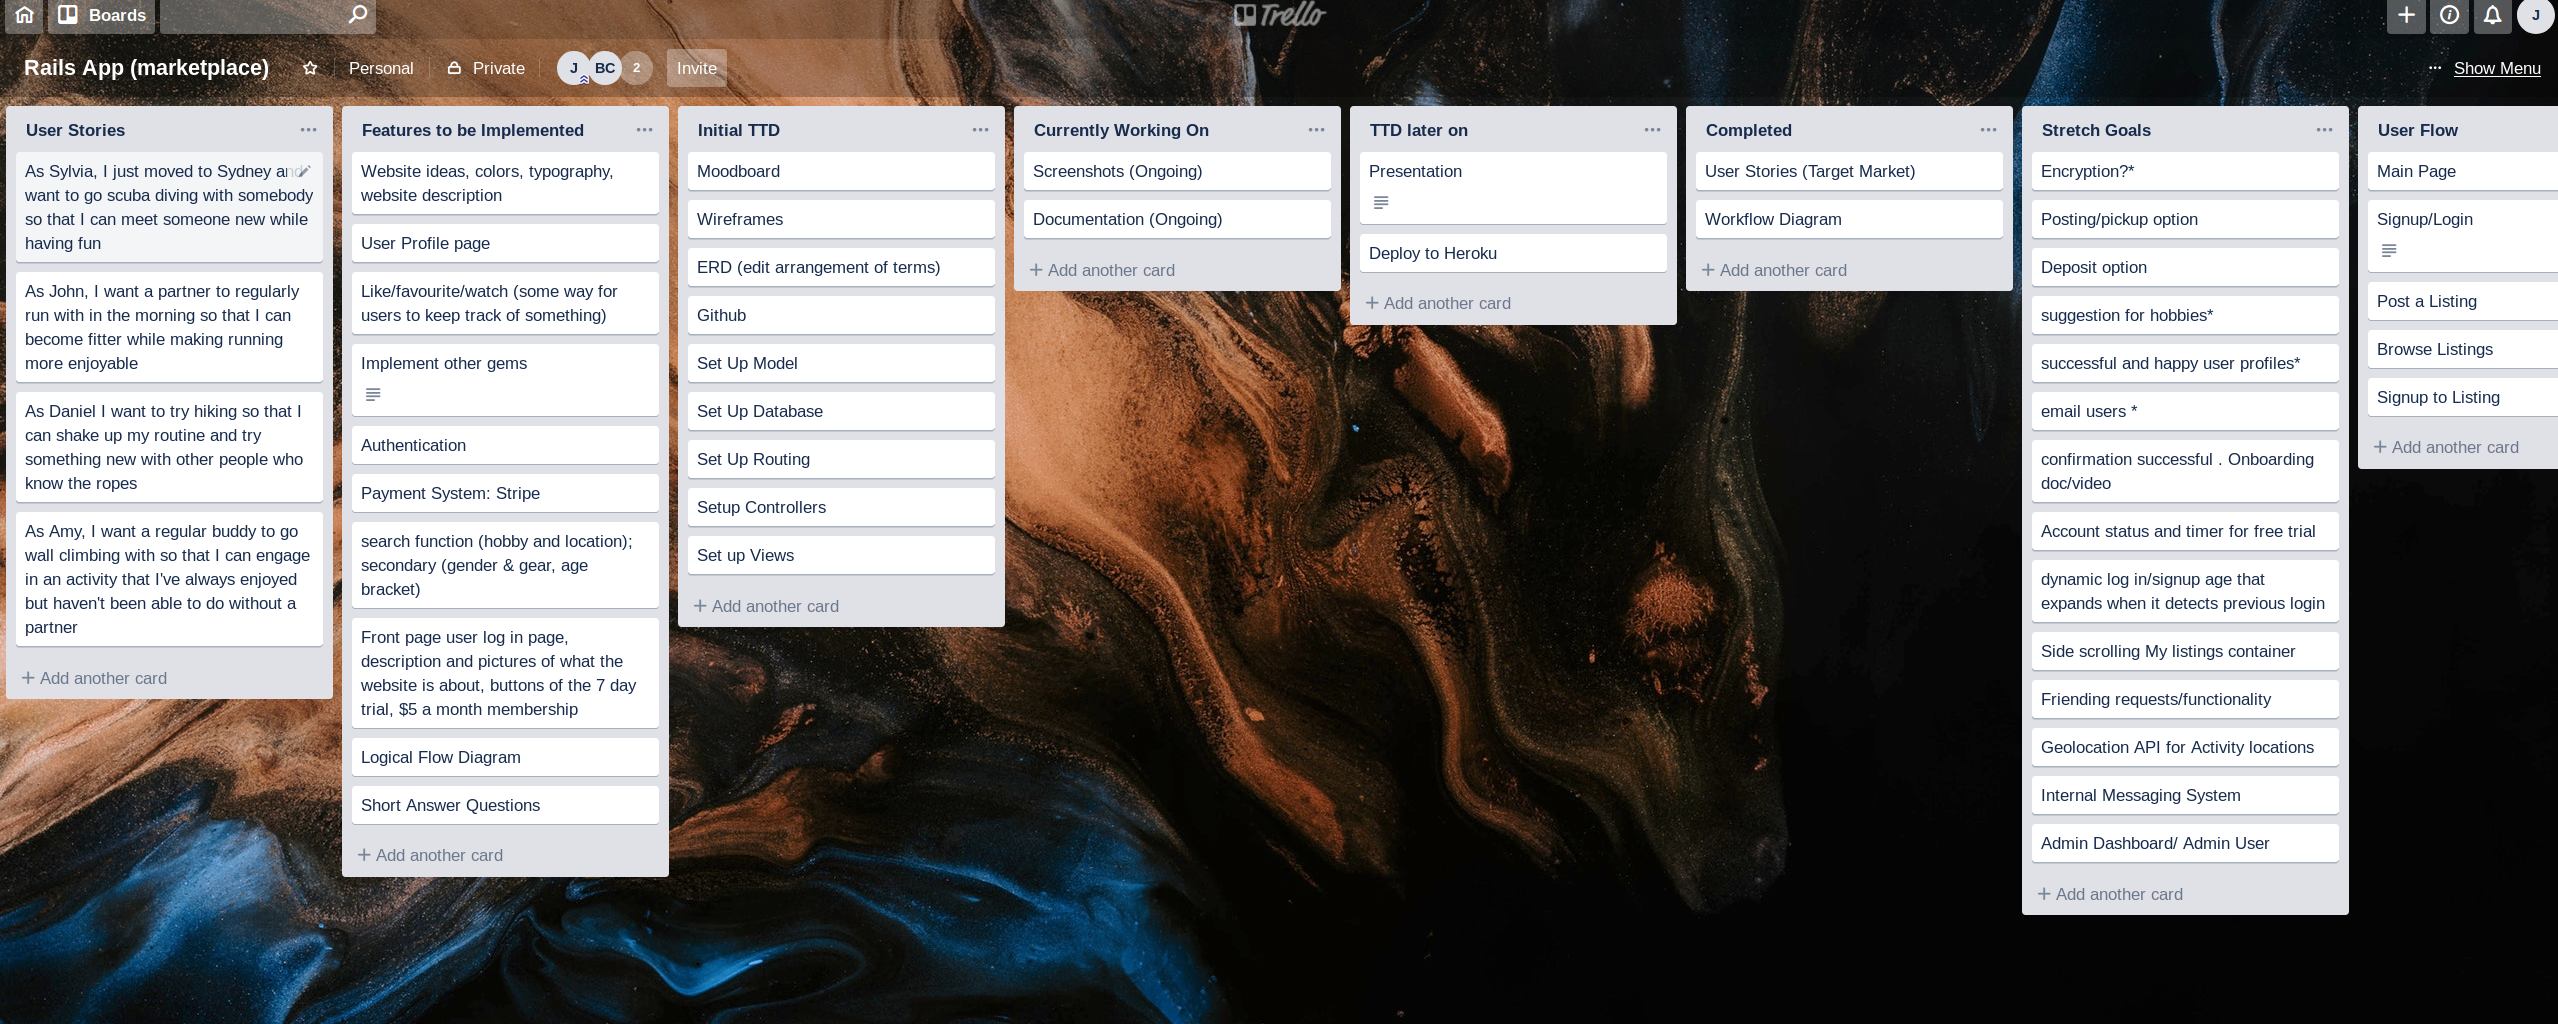 Boards
Trello
J
Rails App (marketplace)
Personal
Private
J
BC
2
Invite
Show Menu
User Stories
As Sylvia, I just moved to Sydney and
want to go scuba diving with somebody
so that I can meet someone new while
having fun
As John, I want a partner to regularly
run with in the morning so that I can
become fitter while making running
more enjoyable
As Daniel I want to try hiking so that I
can shake up my routine and try
something new with other people who
know the ropes
As Amy, I want a regular buddy to go
wall climbing with so that I can engage
in an activity that I've always enjoyed
but haven't been able to do without a
partner
+ Add another card
Features to be Implemented
Website ideas, colors, typography,
website description
User Profile page
Like/favourite/watch (some way for
users to keep track of something)
Implement other gems
Authentication
Payment System: Stripe
search function (hobby and location);
secondary (gender & gear, age
bracket)
Front page user log in page,
description and pictures of what the
website is about, buttons of the 7 day
trial, $5 a month membership
Logical Flow Diagram
Short Answer Questions
+ Add another card
Initial TTD
Moodboard
Wireframes
ERD (edit arrangement of terms)
Github
Set Up Model
Set Up Database
Set Up Routing
Setup Controllers
Set up Views
+ Add another card
Currently Working On
Screenshots (Ongoing)
Documentation (Ongoing)
+ Add another card
TTD later on
Presentation
Deploy to Heroku
+ Add another card
Completed
User Stories (Target Market)
Workflow Diagram
+ Add another card
Stretch Goals
Encryption?*
Posting/pickup option
Deposit option
suggestion for hobbies*
successful and happy user profiles*
email users *
confirmation successful . Onboarding
doc/video
Account status and timer for free trial
dynamic log in/signup age that
expands when it detects previous login
Side scrolling My listings container
Friending requests/functionality
Geolocation API for Activity locations
Internal Messaging System
Admin Dashboard/ Admin User
+ Add another card
User Flow
Main Page
Signup/Login
Post a Listing
Browse Listings
Signup to Listing
+ Add another card